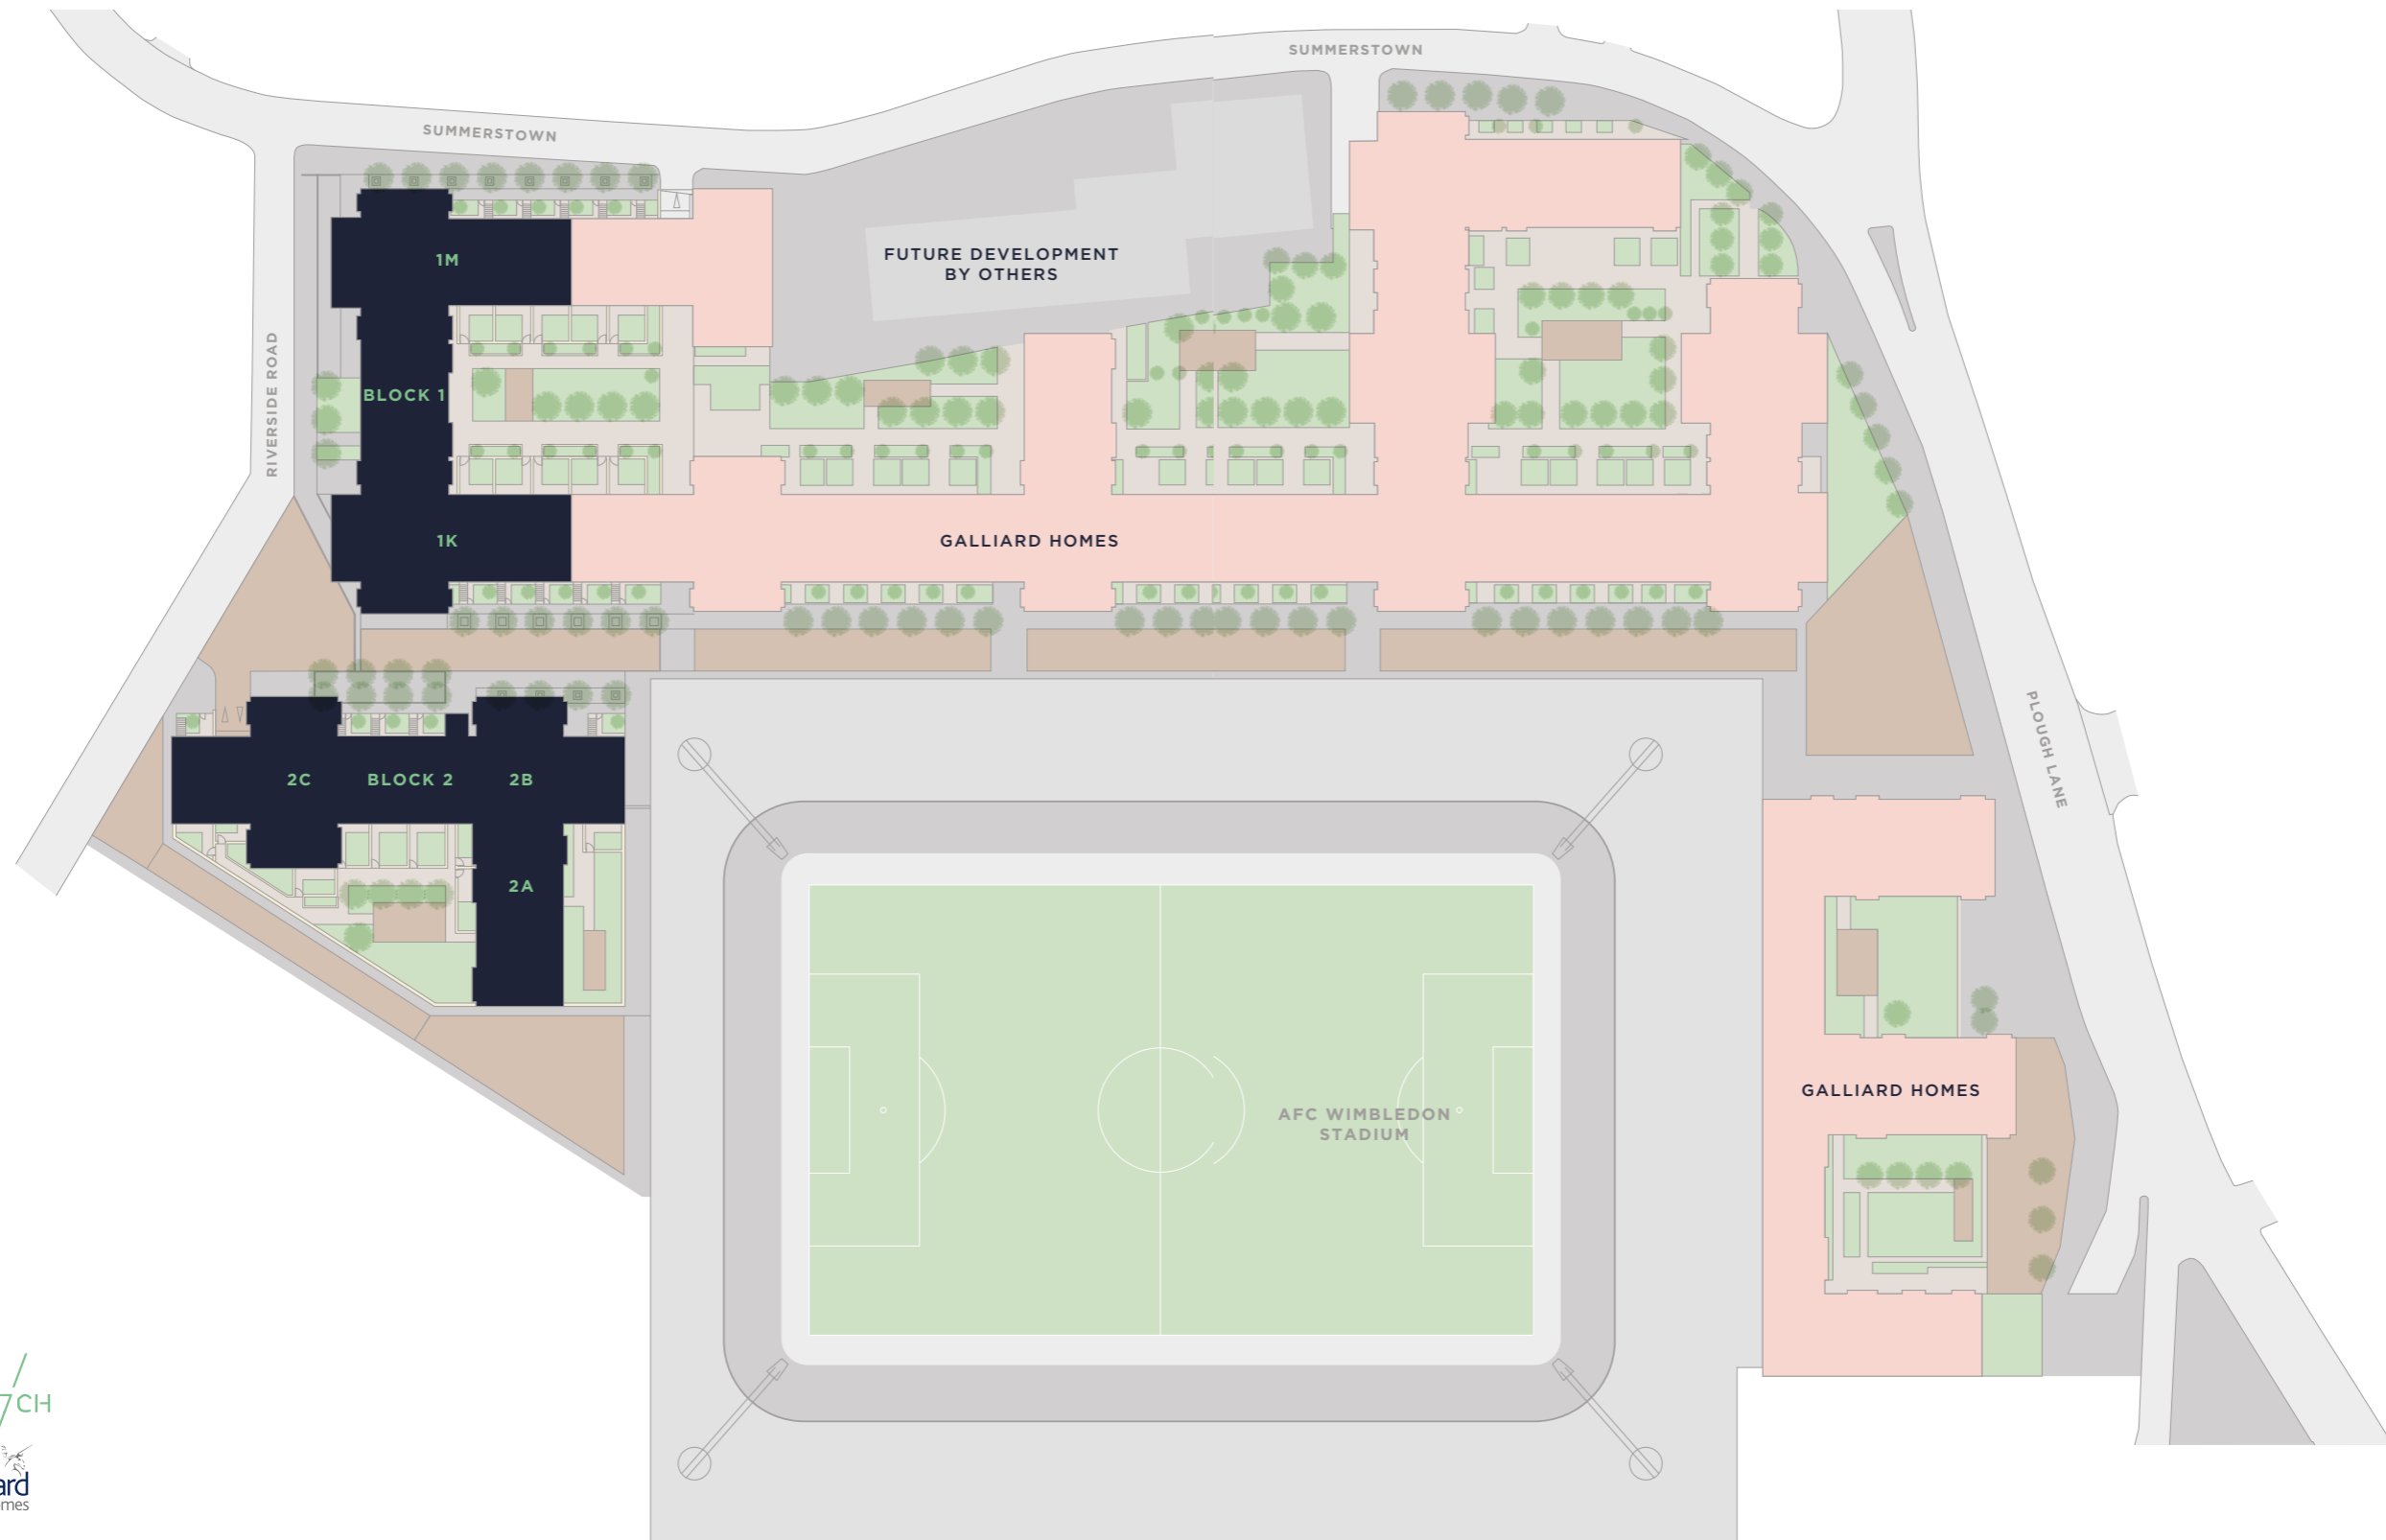 SUMMERSTOWN
SUMMERSTOWN
FUTURE DEVELOPMENT
BY OTHERS
1M
RIVERSIDE ROAD
BLOCK 1
1K
GALLIARD HOMES
PLOUGH LANE
2C
BLOCK 2
2B
2A
GALLIARD HOMES
AFC WIMBLEDON
STADIUM
CH
ard
mes